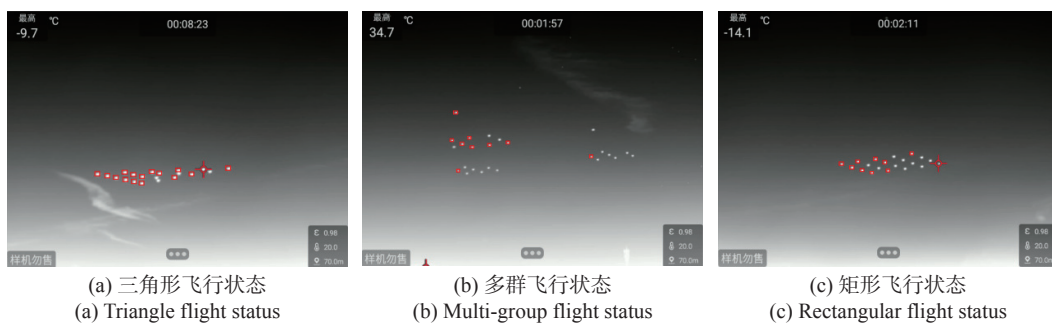 最高 ℃
-9.7
00:08:23
ε 0.98
20.0
70.0m
样机勿售
最高 ℃
34.7
00:01:57
ε 0.98
20.0
70.0m
样机勿售
最高 ℃
-14.1
00:02:11
ε 0.98
20.0
70.0m
样机勿售
(a) 三角形飞行状态
(a) Triangle flight status
(b) 多群飞行状态
(b) Multi-group flight status
(c) 矩形飞行状态
(c) Rectangular flight status